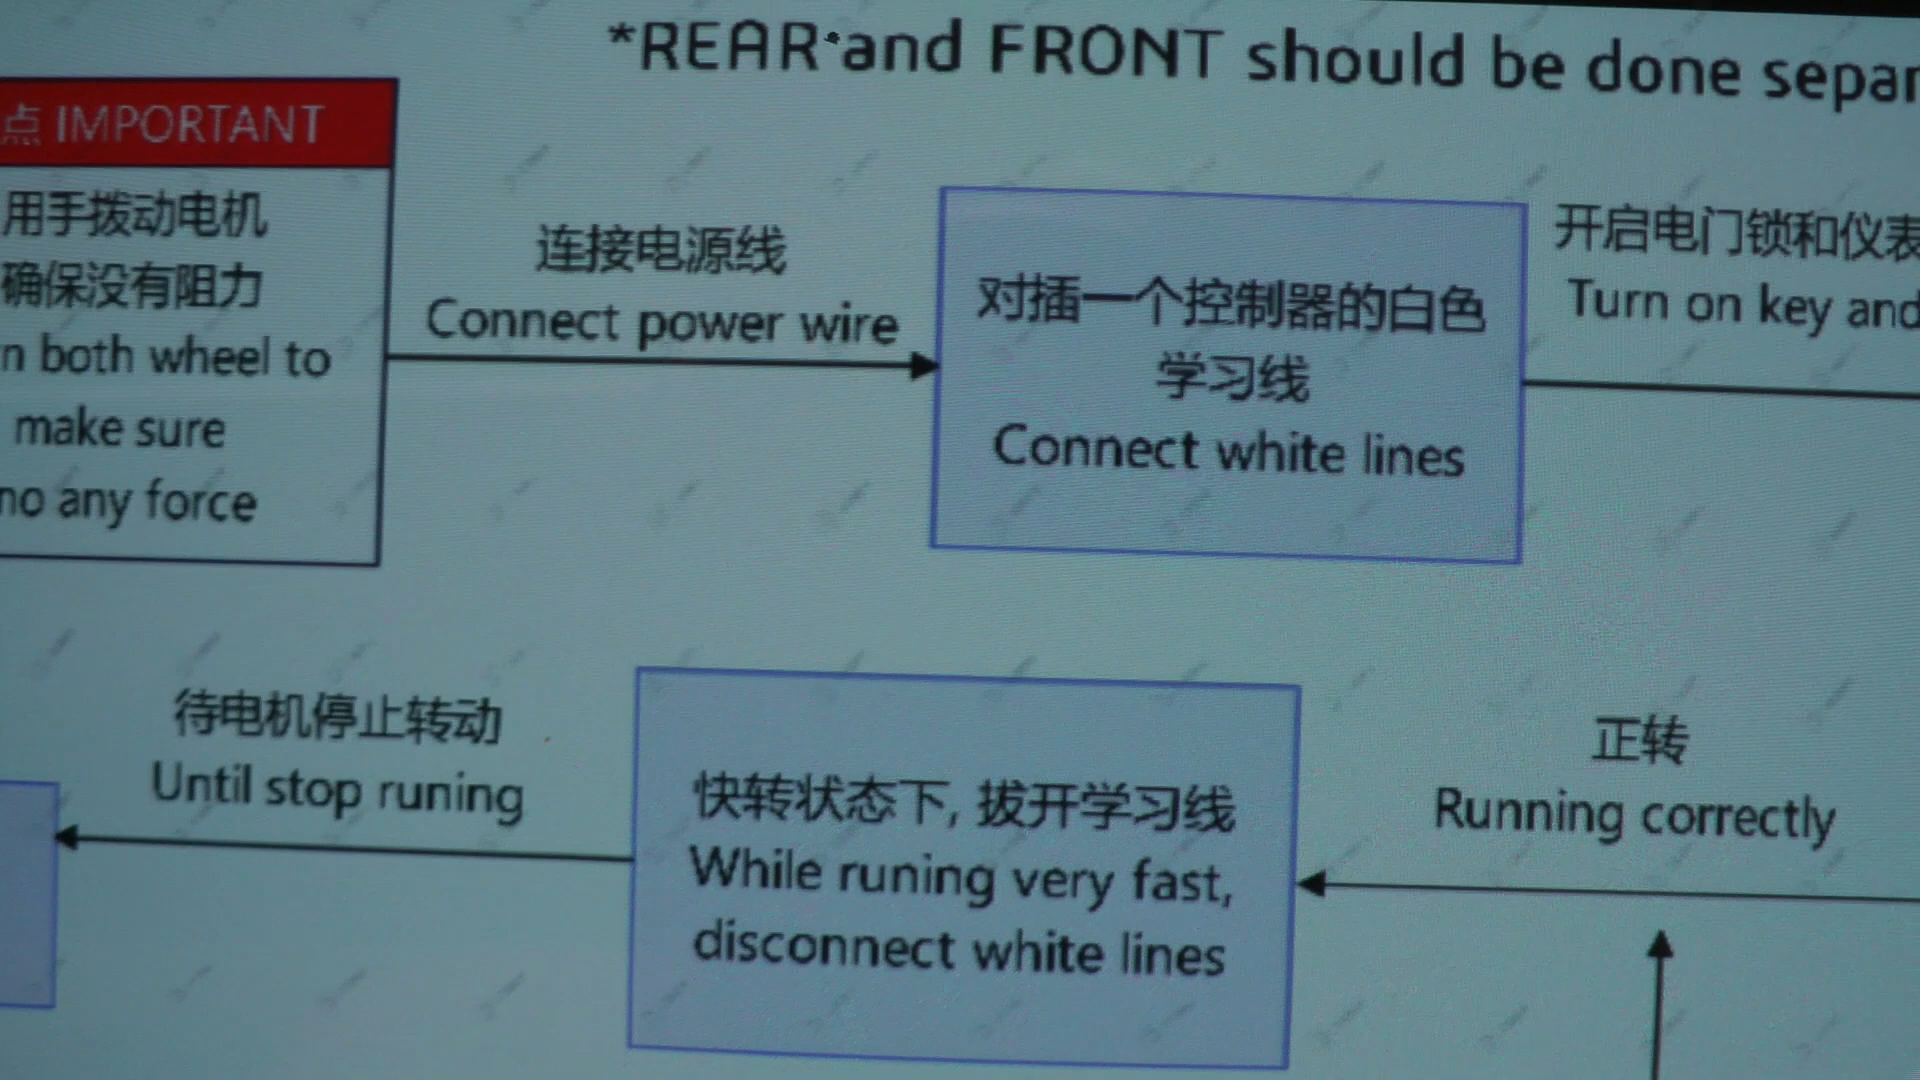 *REAR and FRONT should be done
点 IMPORTANT
用手拨动电机
确保没有阻力
both wheel to
make sure
no any force
连接电源线
Connect power wire
对插一个控制器的白色
学习线
Connect white lines
开启电门锁和仪表
Turn on key and
待电机停止转动
Until stop runing
快转状态下, 拔开学习线
While runing very fast,
disconnect white lines
正转
Running correctly